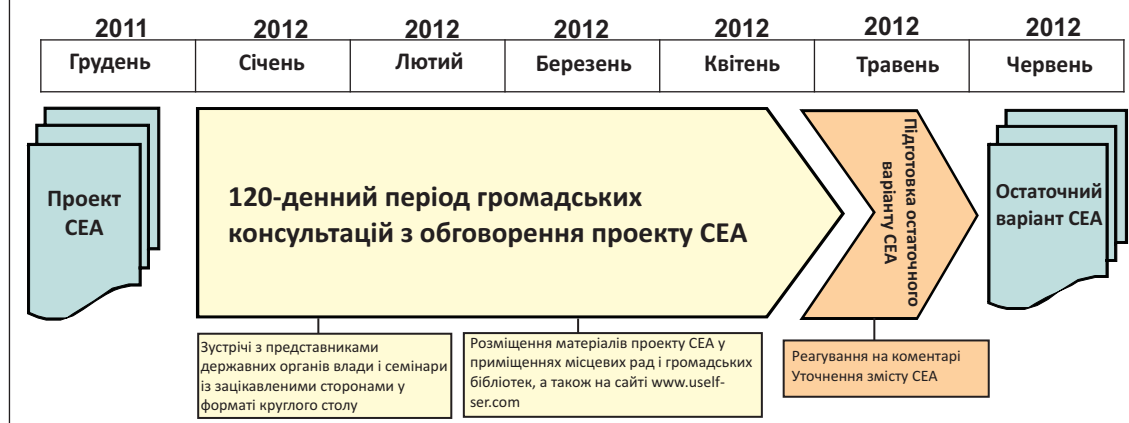 2011 2012 2012 2012 2012 2012 2012
Грудень Січень Лютий Березень Квітень Травень Червень
Проект
СЕА
120-денний період громадських
консультацій з обговорення проекту СЕА
Підготовка остаточного
варіанту СЕА
Остаточний
варіант СЕА
Зустрічі з представниками
державних органів влади і семінари
із зацікавленими сторонами у
форматі круглого столу
Розміщення матеріалів проекту СЕА у
приміщеннях місцевих рад і громадських
бібліотек, а також на сайті www.uself-
ser.com
Реагування на коментарі
Уточнення змісту СЕА